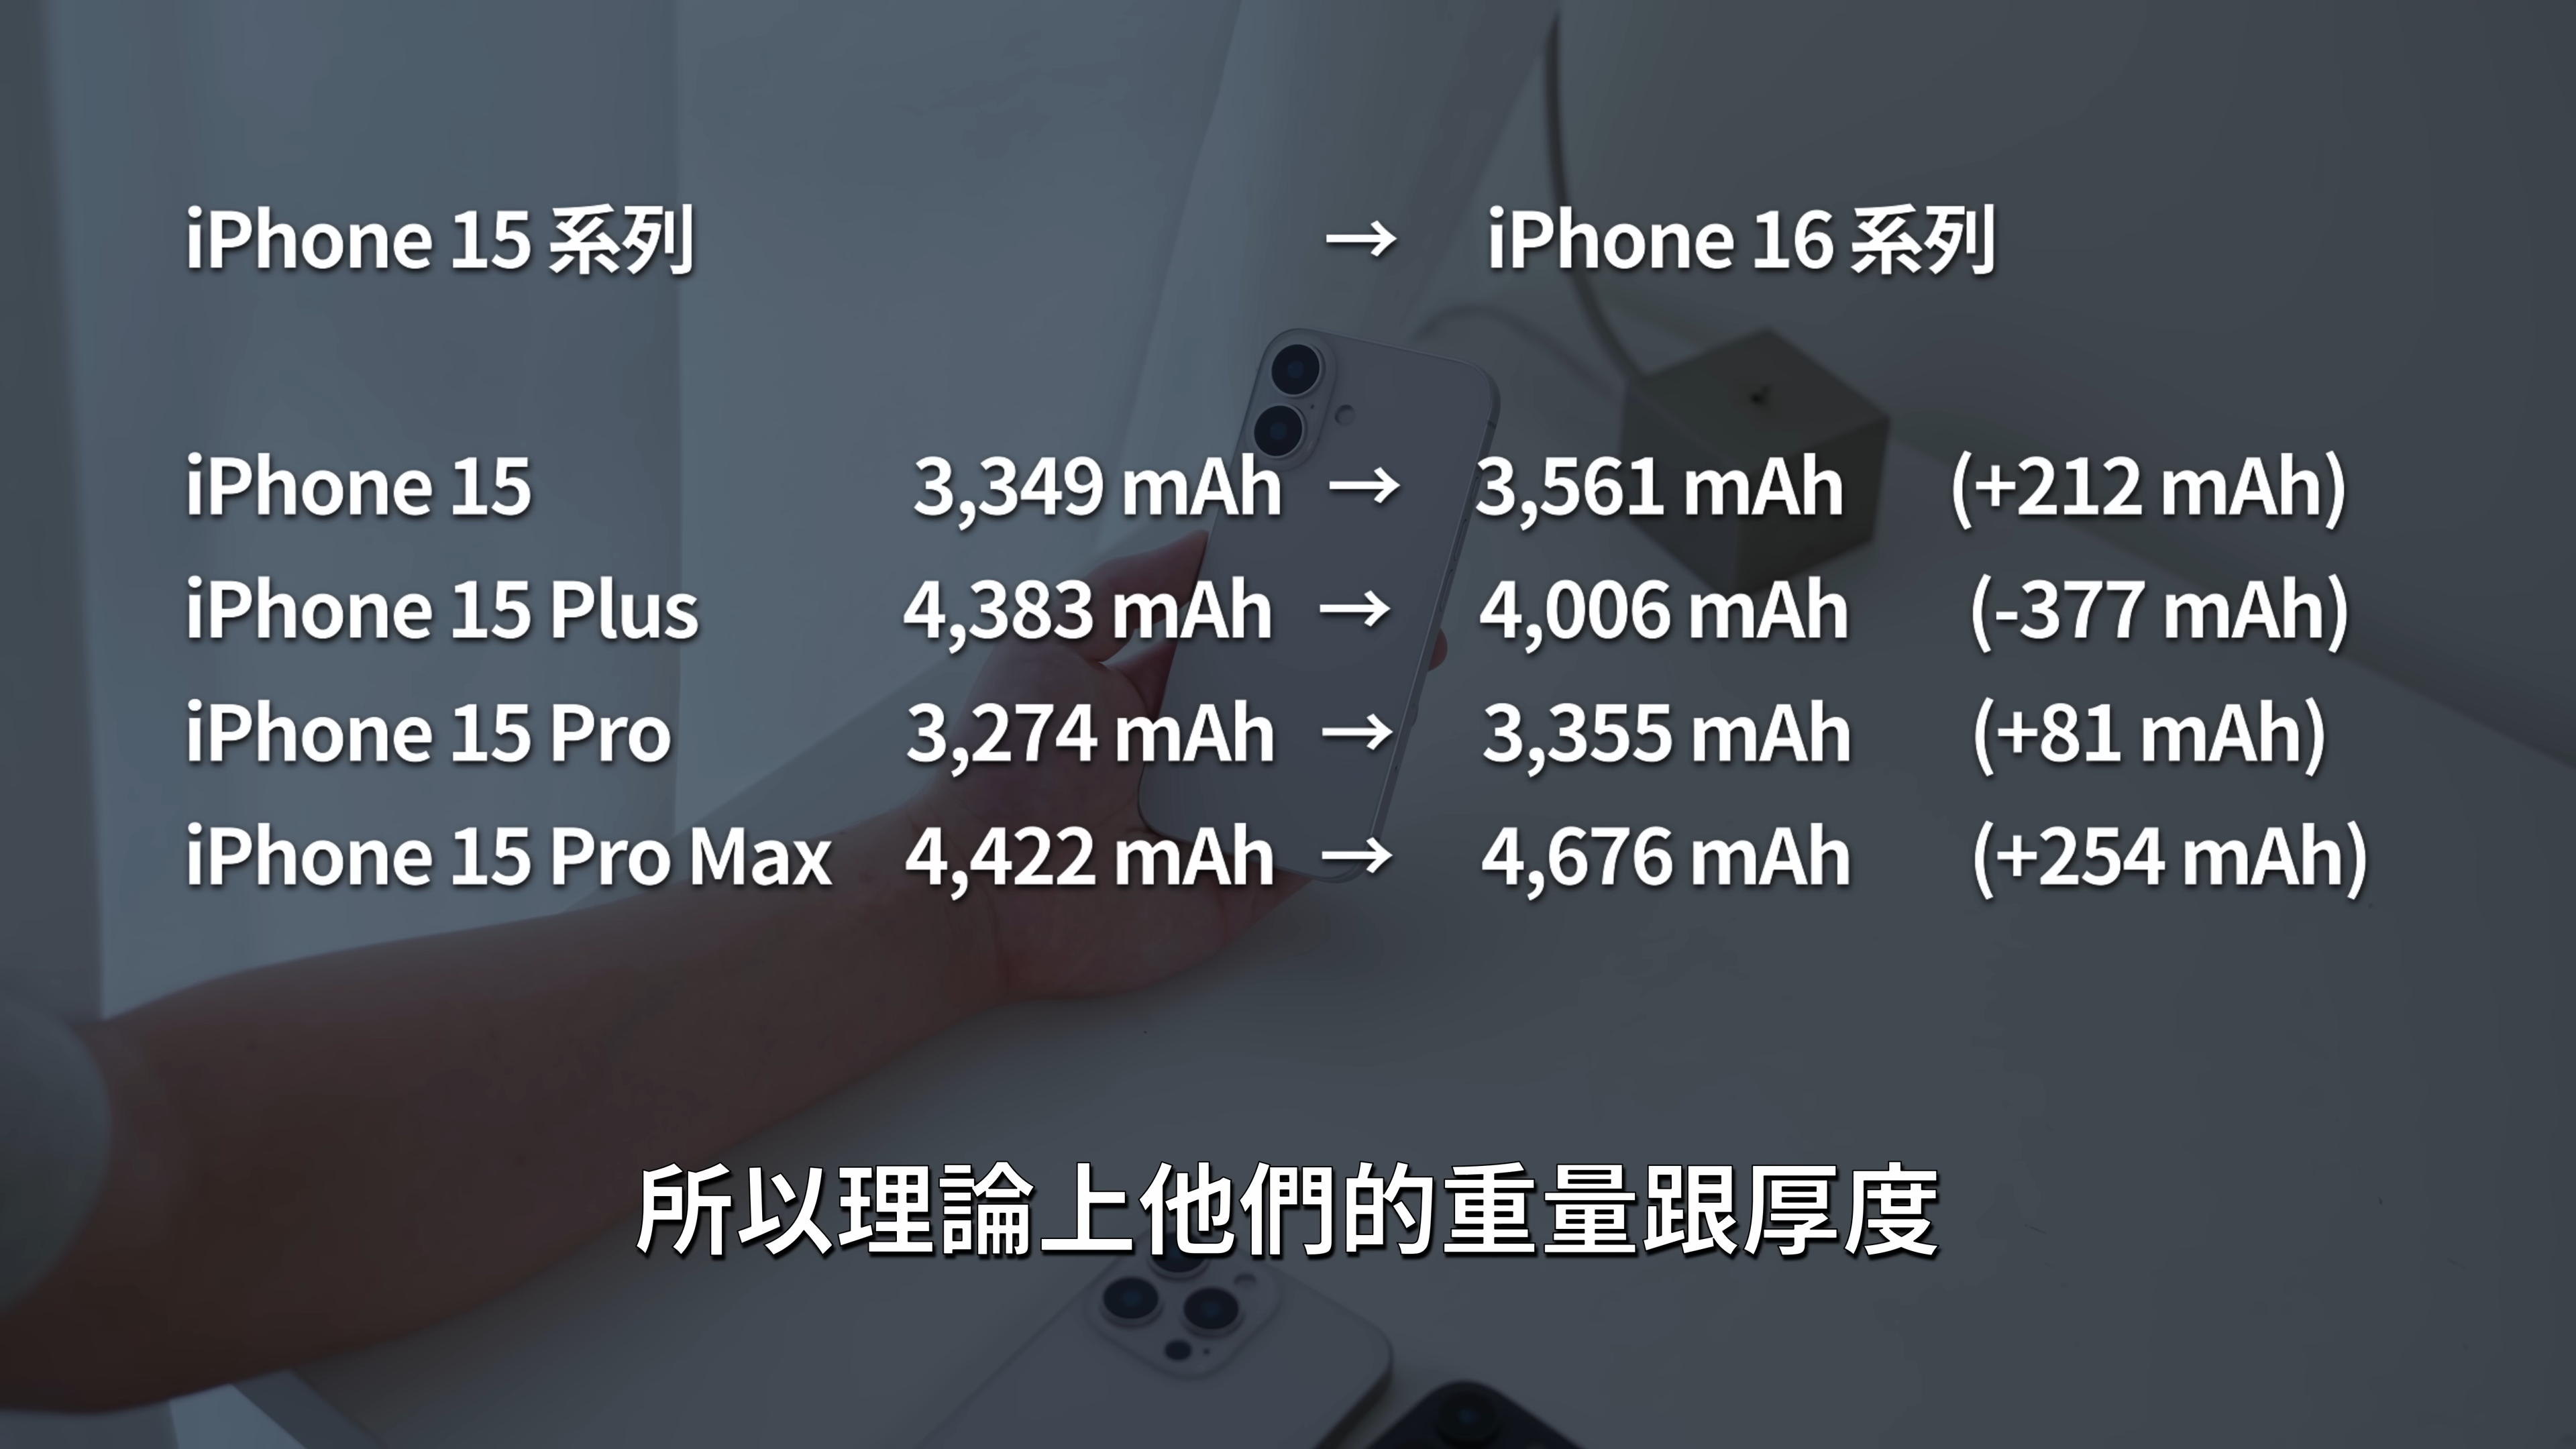 iPhone 15 系列 → iPhone 16 系列
iPhone 15 3,349 mAh → 3,561 mAh (+212 mAh)
iPhone 15 Plus 4,383 mAh → 4,006 mAh (-377 mAh)
iPhone 15 Pro 3,274 mAh → 3,355 mAh (+81 mAh)
iPhone 15 Pro Max 4,422 mAh → 4,676 mAh (+254 mAh)
所以理論上他們的重量跟厚度